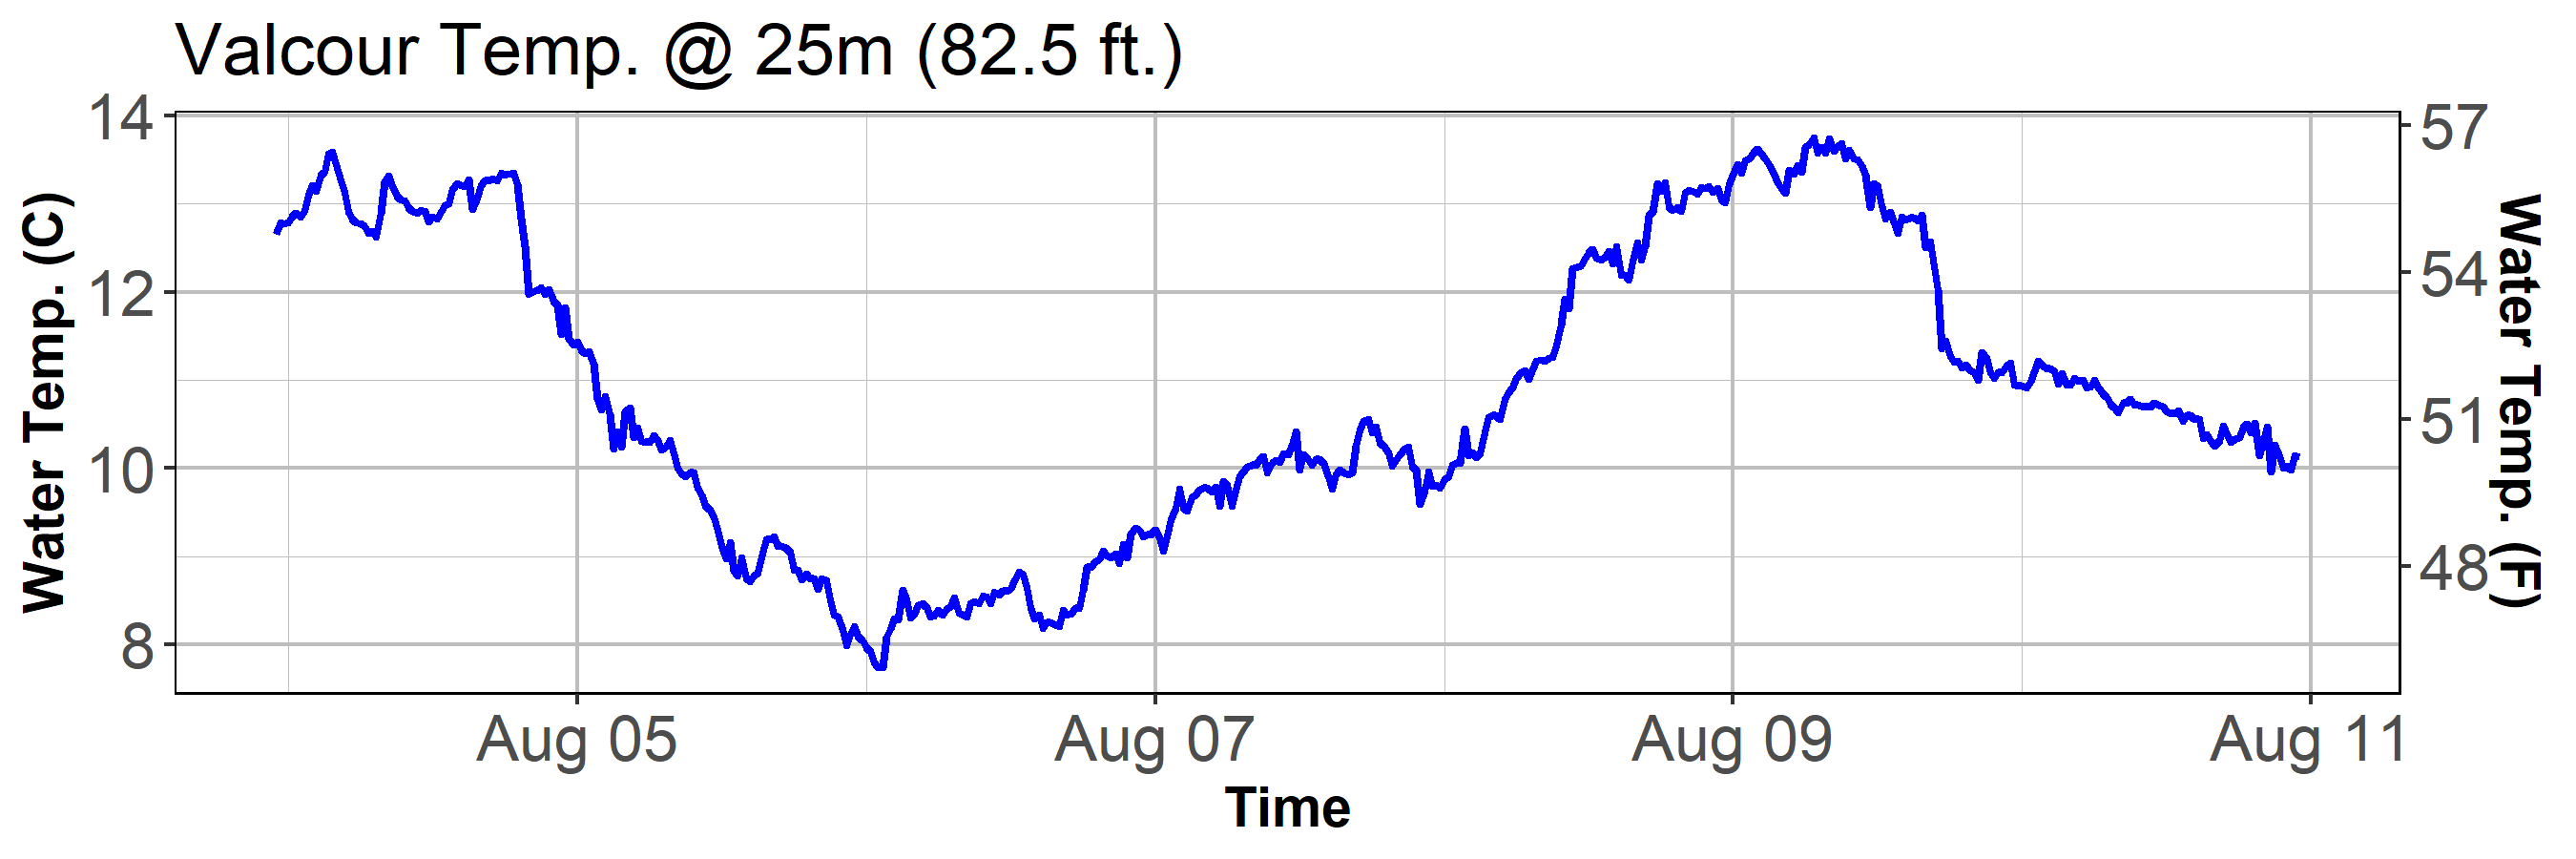 Valcour Temp. @ 25m (82.5 ft.)
Water Temp. (C)
14
12
10
8
57
54
51
48
Water Temp. (F)
Aug 05
Aug 07
Aug 09
Aug 11
Time